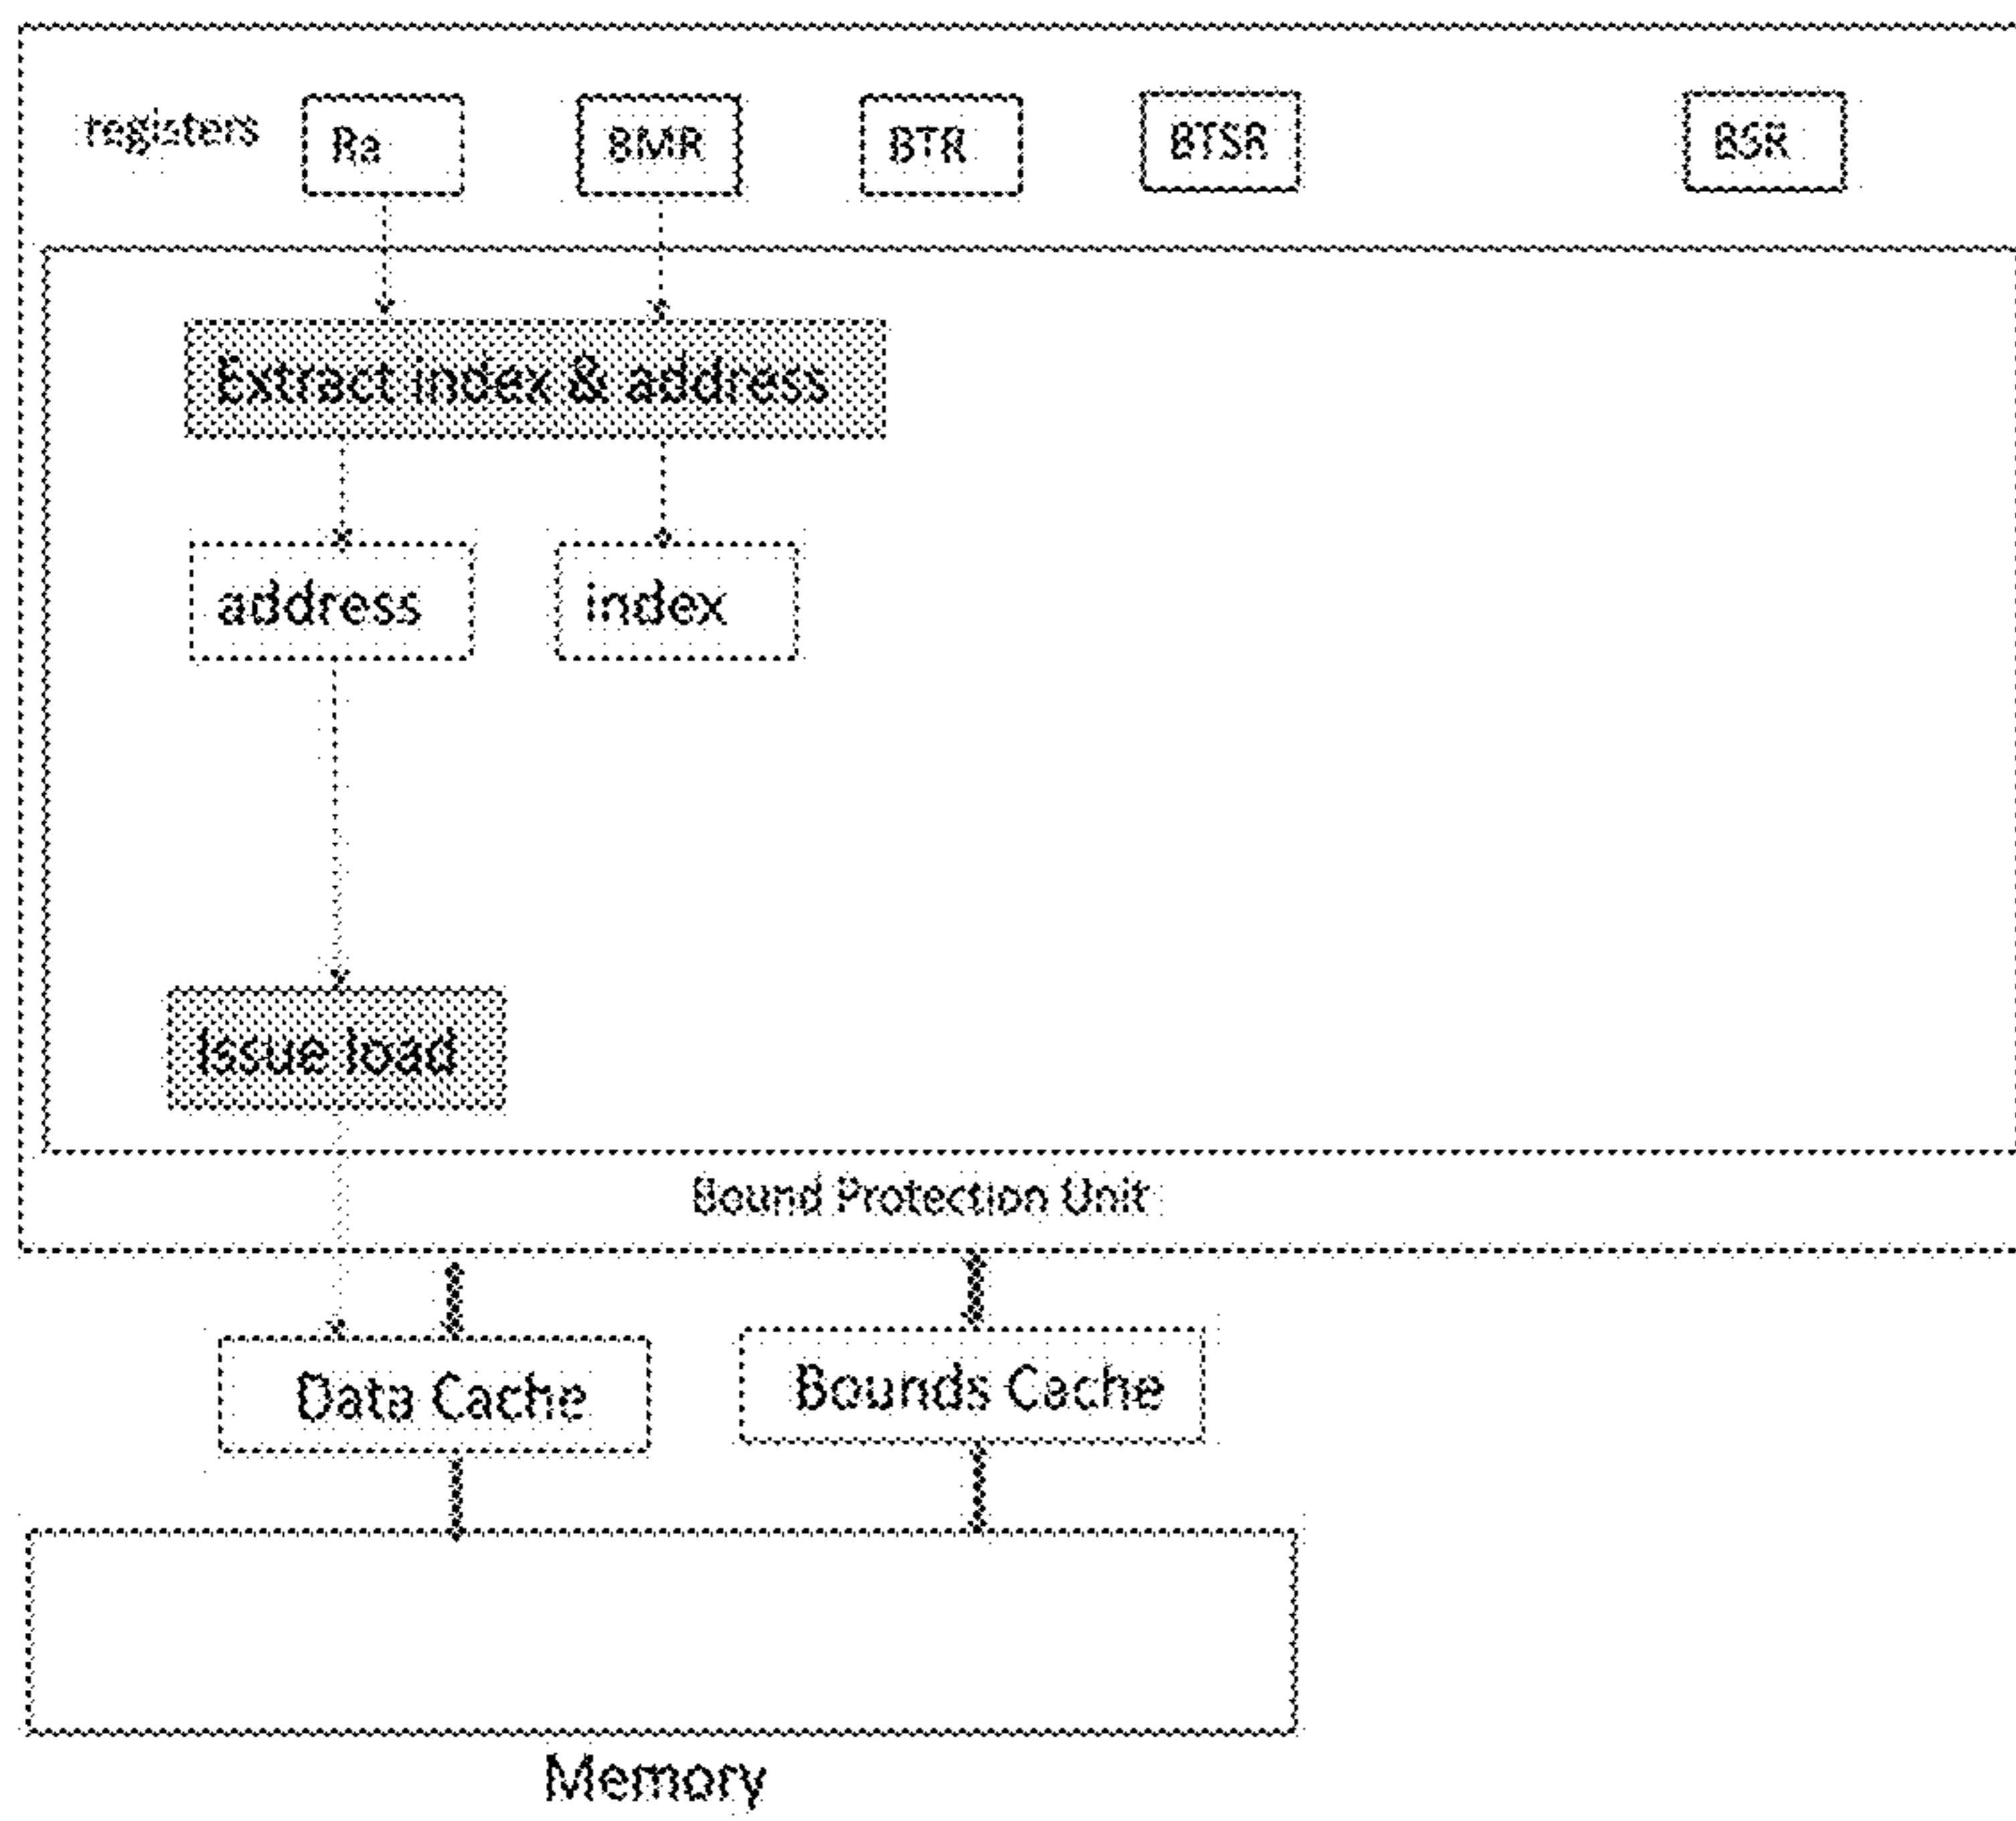 registers
Ra
BMR
BTR
BTSR
BSR
Extract index & address
address
index
Issue load
Bound Protection Unit
Data Cache
Bounds Cache
Memory